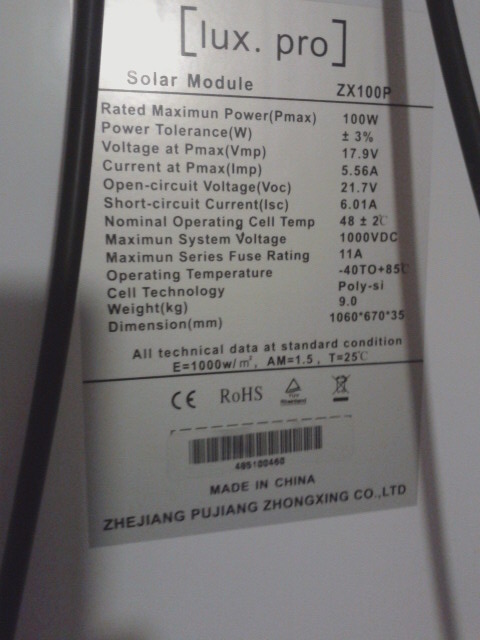 [lux. pro]
Solar Module ZX100P
Rated Maximun Power(Pmax) 100W
Power Tolerance(W) ± 3%
Voltage at Pmax(Vmp) 17.9V
Current at Pmax(Imp) 5.56A
Open-circuit Voltage(Voc) 21.7V
Short-circuit Current(Isc) 6.01A
Nominal Operating Cell Temp 48 ± 2℃
Maximun System Voltage 1000VDC
Maximun Series Fuse Rating 11A
Operating Temperature -40TO+85℃
Cell Technology Poly-si
Weight(kg) 9.0
Dimension(mm) 1060*670*35
All technical data at standard condition
E=1000w/㎡, AM=1.5, T=25℃
CE RoHS
495100460
MADE IN CHINA
ZHEJIANG PUJIANG ZHONGXING CO.,LTD